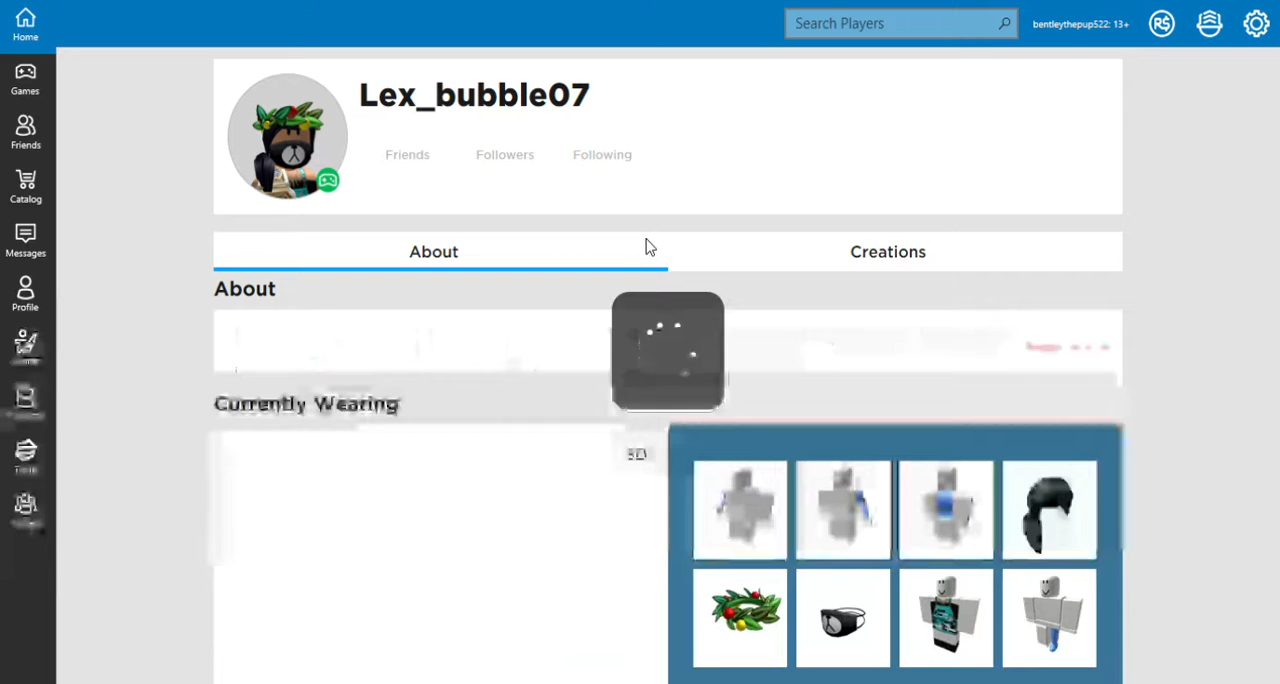 Home
Search Players
bentleythepup522: 13+
R$
Games
Friends
Catalog
Messages
Profile
Lex_bubble07
Friends Followers Following
About Creations
About
Currently Wearing
3D